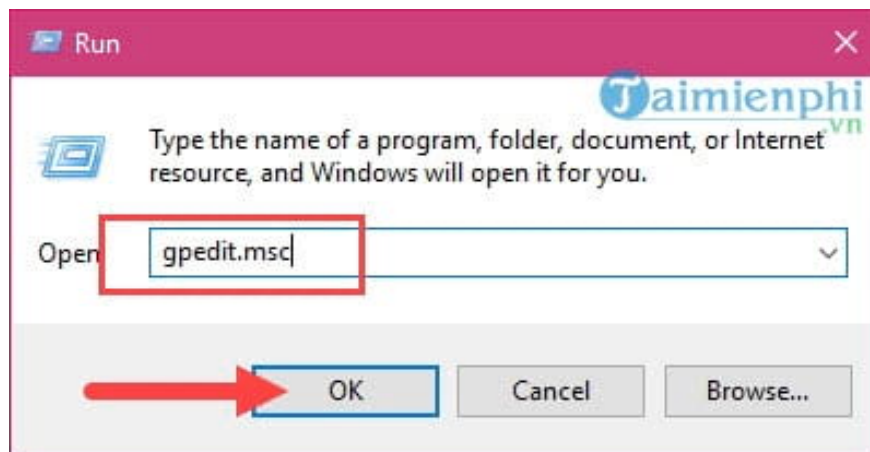 Run
Taimienphi
.vn
Type the name of a program, folder, document, or Internet
resource, and Windows will open it for you.
Open
gpedit.msc
OK
Cancel
Browse...